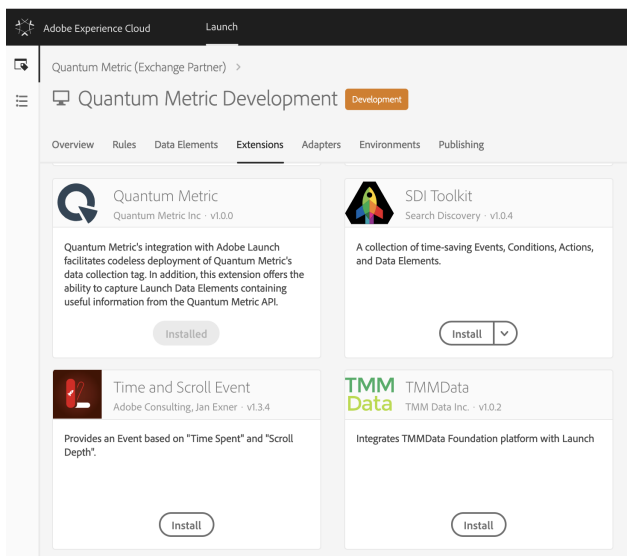 Adobe Experience Cloud
Launch
Quantum Metric (Exchange Partner) >
Quantum Metric Development
Development
Overview Rules Data Elements Extensions Adapters Environments Publishing
Quantum Metric
Quantum Metric Inc · v1.0.0
Quantum Metric's integration with Adobe Launch
facilitates codeless deployment of Quantum Metric's
data collection tag. In addition, this extension offers the
ability to capture Launch Data Elements containing
useful information from the Quantum Metric API.
Installed
SDI Toolkit
Search Discovery · v1.0.4
A collection of time-saving Events, Conditions, Actions,
and Data Elements.
Install
Time and Scroll Event
Adobe Consulting, Jan Exner · v1.3.4
Provides an Event based on "Time Spent" and "Scroll
Depth".
Install
TMM
Data
TMMData
TMM Data Inc. · v1.0.2
Integrates TMMData Foundation platform with Launch
Install